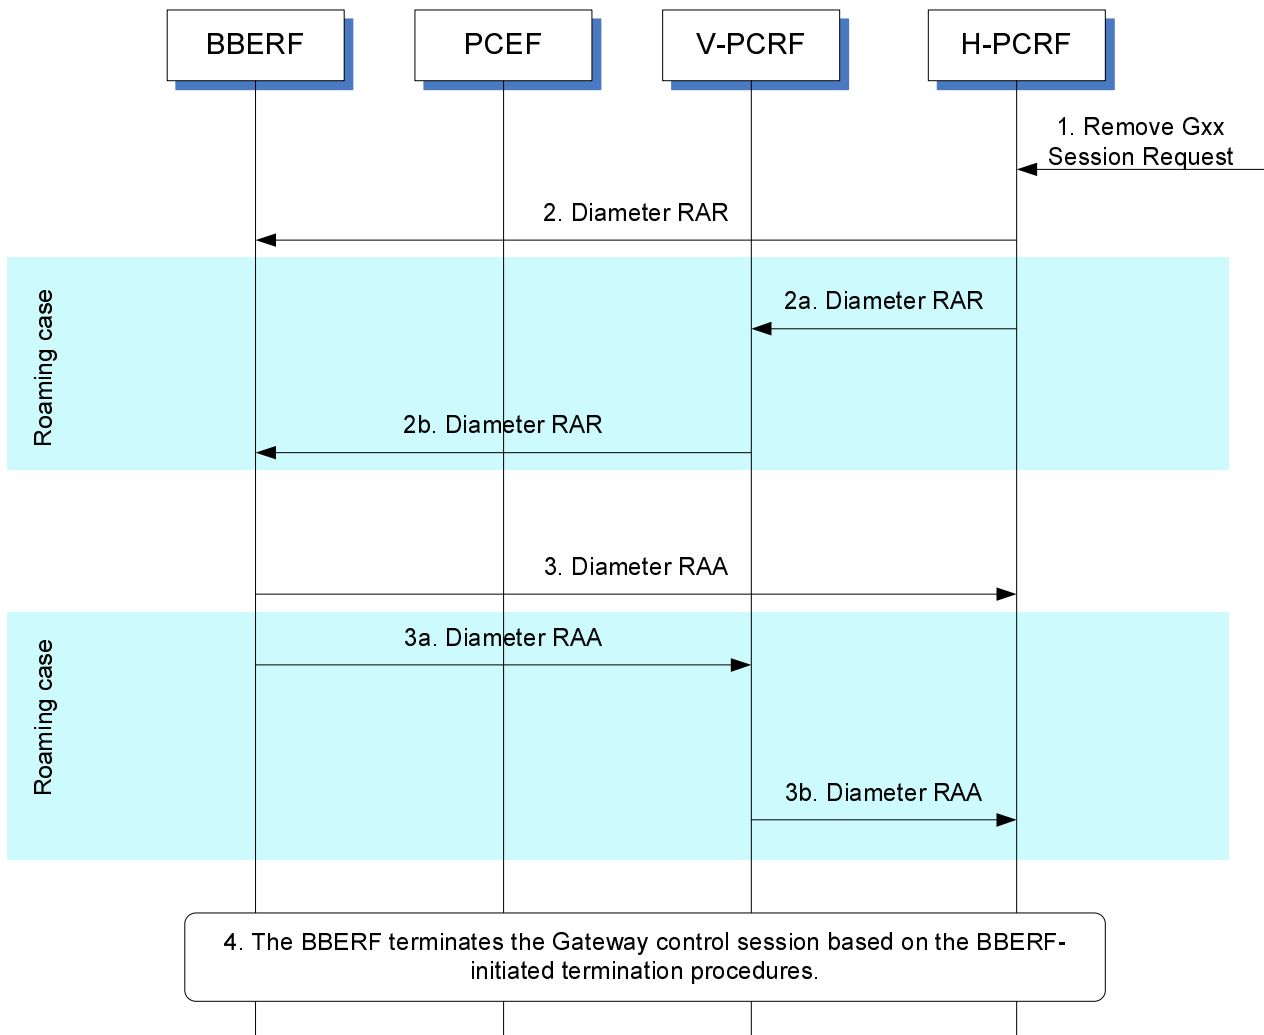 BBERF
PCEF
V-PCRF
H-PCRF
1. Remove Gxx
Session Request
2. Diameter RAR
Roaming case
2a. Diameter RAR
2b. Diameter RAR
3. Diameter RAA
Roaming case
3a. Diameter RAA
3b. Diameter RAA
4. The BBERF terminates the Gateway control session based on the BBERF-
initiated termination procedures.